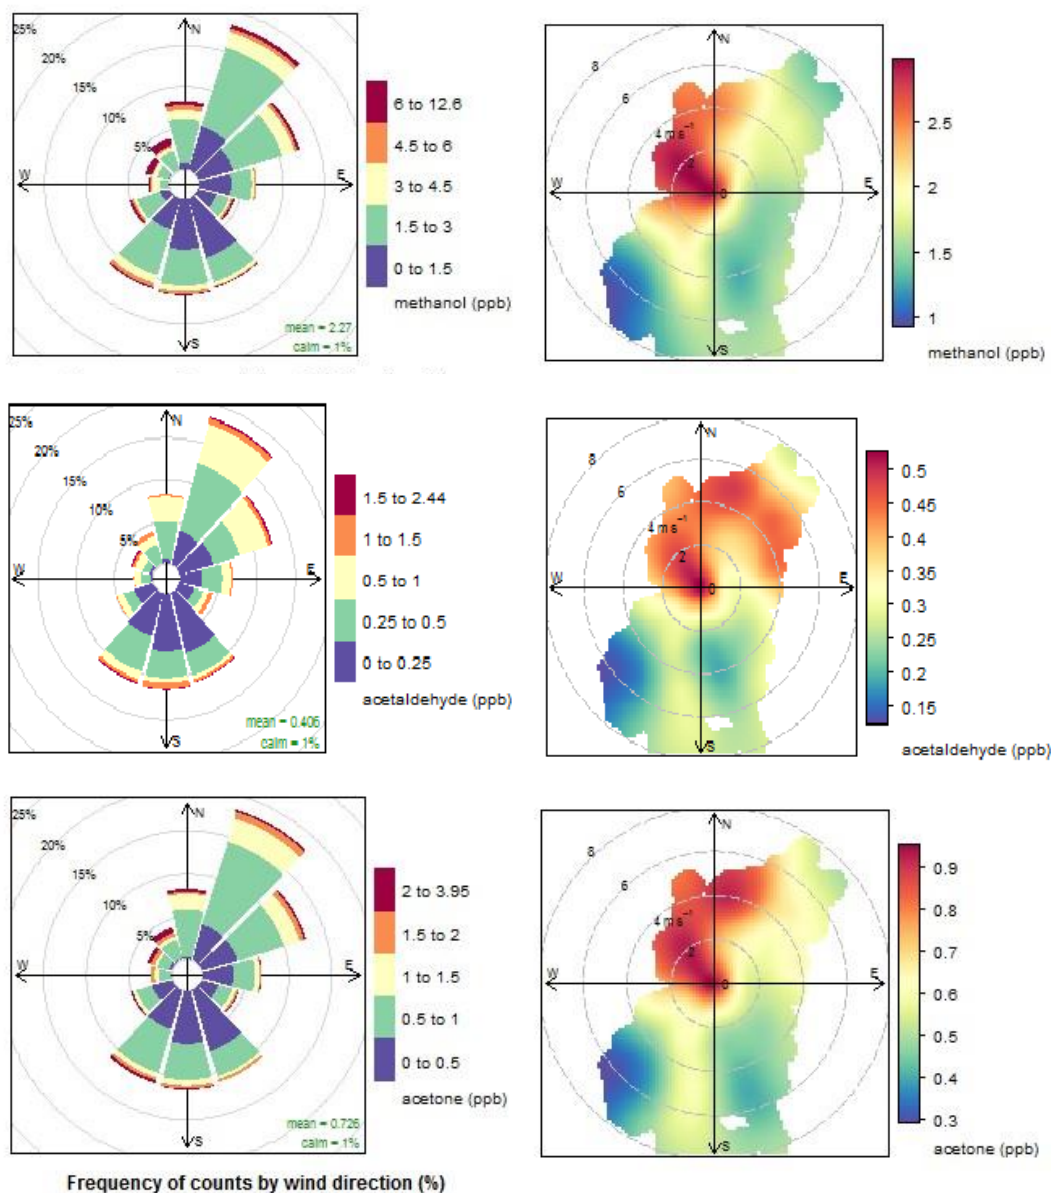 25%
20%
15%
10%
5%
N
W
E
S
mean = 2.27
calm = 1%
6 to 12.6
4.5 to 6
3 to 4.5
1.5 to 3
0 to 1.5
methanol (ppb)
N
W
E
S
8
6
4 m s⁻¹
2
0
2.5
2
1.5
1
methanol (ppb)
25%
20%
15%
10%
5%
N
W
E
S
mean = 0.406
calm = 1%
1.5 to 2.44
1 to 1.5
0.5 to 1
0.25 to 0.5
0 to 0.25
acetaldehyde (ppb)
N
W
E
S
8
6
4 m s⁻¹
2
0
0.5
0.45
0.4
0.35
0.3
0.25
0.2
0.15
acetaldehyde (ppb)
25%
20%
15%
10%
5%
N
W
E
S
mean = 0.726
calm = 1%
2 to 3.95
1.5 to 2
1 to 1.5
0.5 to 1
0 to 0.5
acetone (ppb)
N
W
E
S
8
6
4 m s⁻¹
2
0
0.9
0.8
0.7
0.6
0.5
0.4
0.3
acetone (ppb)
Frequency of counts by wind direction (%)